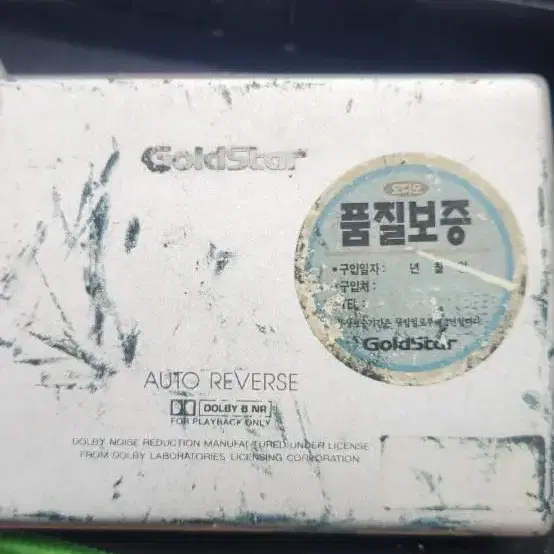 GoldStar
오디오
품질보증
•구입일자: 년 월 일
•구입처:
TEL:
GoldStar
AUTO REVERSE
DOLBY B NR
FOR PLAYBACK ONLY
DOLBY NOISE REDUCTION MANUFACTURED UNDER LICENSE
FROM DOLBY LABORATORIES LICENSING CORPORATION